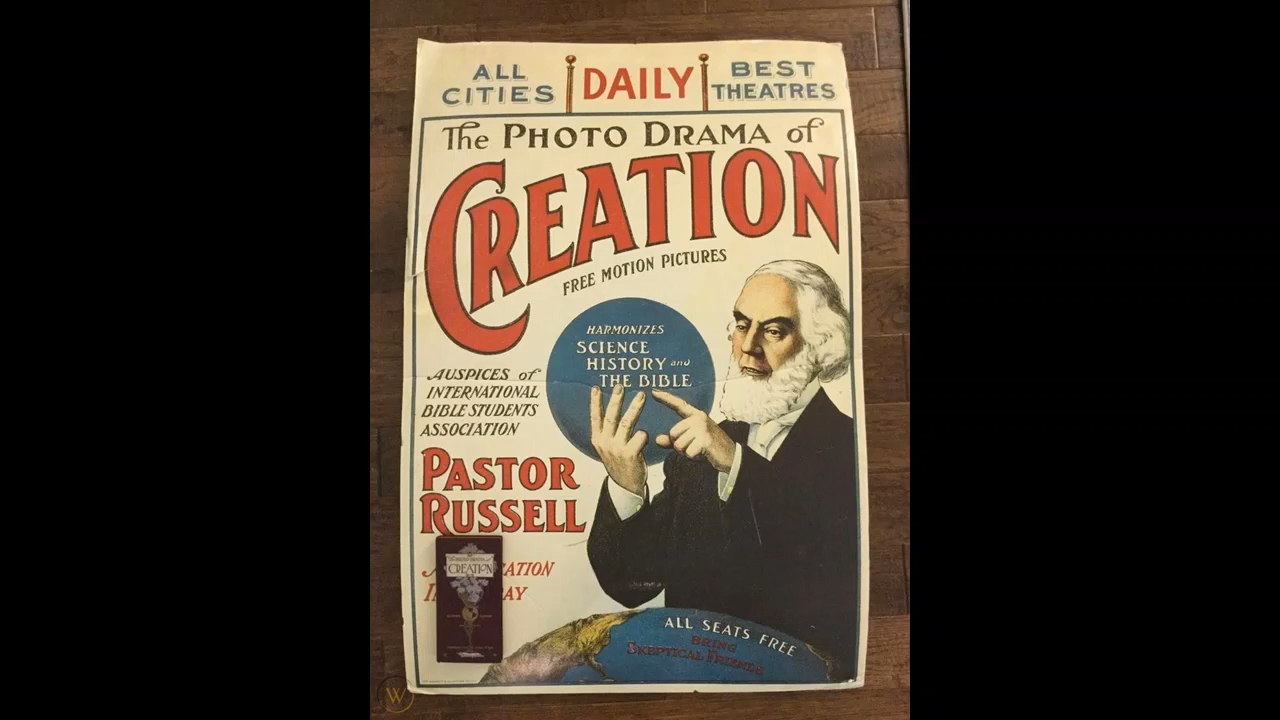 ALL CITIES
DAILY
BEST THEATRES
The PHOTO DRAMA of
CREATION
FREE MOTION PICTURES
HARMONIZES
SCIENCE
HISTORY and
THE BIBLE
AUSPICES of
INTERNATIONAL
BIBLE STUDENTS
ASSOCIATION
PASTOR
RUSSELL
CREATION
ALL SEATS FREE
BRING
SKEPTICAL FRIENDS
W